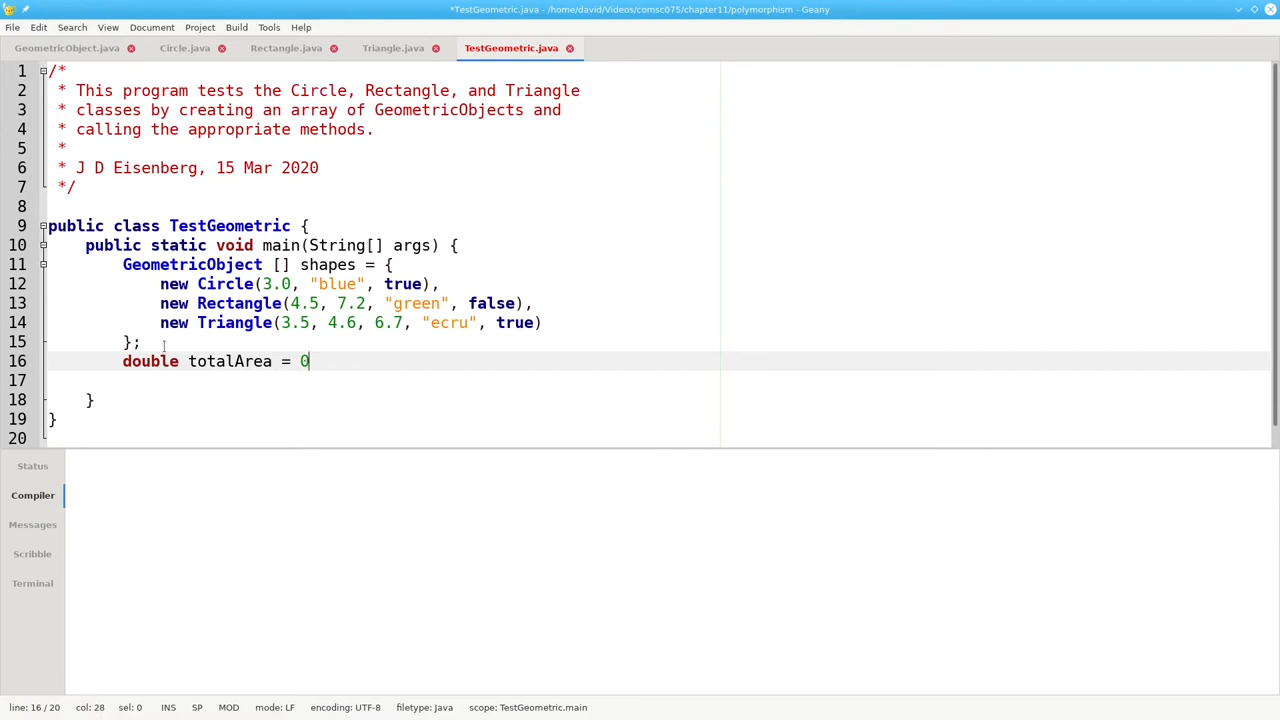 *TestGeometric.java - /home/david/Videos/comsc075/chapter11/polymorphism - Geany
File Edit Search View Document Project Build Tools Help
GeometricObject.java Circle.java Rectangle.java Triangle.java TestGeometric.java
1 /*
2  * This program tests the Circle, Rectangle, and Triangle
3  * classes by creating an array of GeometricObjects and
4  * calling the appropriate methods.
5  *
6  * J D Eisenberg, 15 Mar 2020
7  */
8
9 public class TestGeometric {
10     public static void main(String[] args) {
11         GeometricObject [] shapes = {
12             new Circle(3.0, "blue", true),
13             new Rectangle(4.5, 7.2, "green", false),
14             new Triangle(3.5, 4.6, 6.7, "ecru", true)
15         };
16         double totalArea = 0
17
18     }
19 }
20
Status
Compiler
Messages
Scribble
Terminal
line: 16 / 20 col: 28 sel: 0 INS SP MOD mode: LF encoding: UTF-8 filetype: Java scope: TestGeometric.main